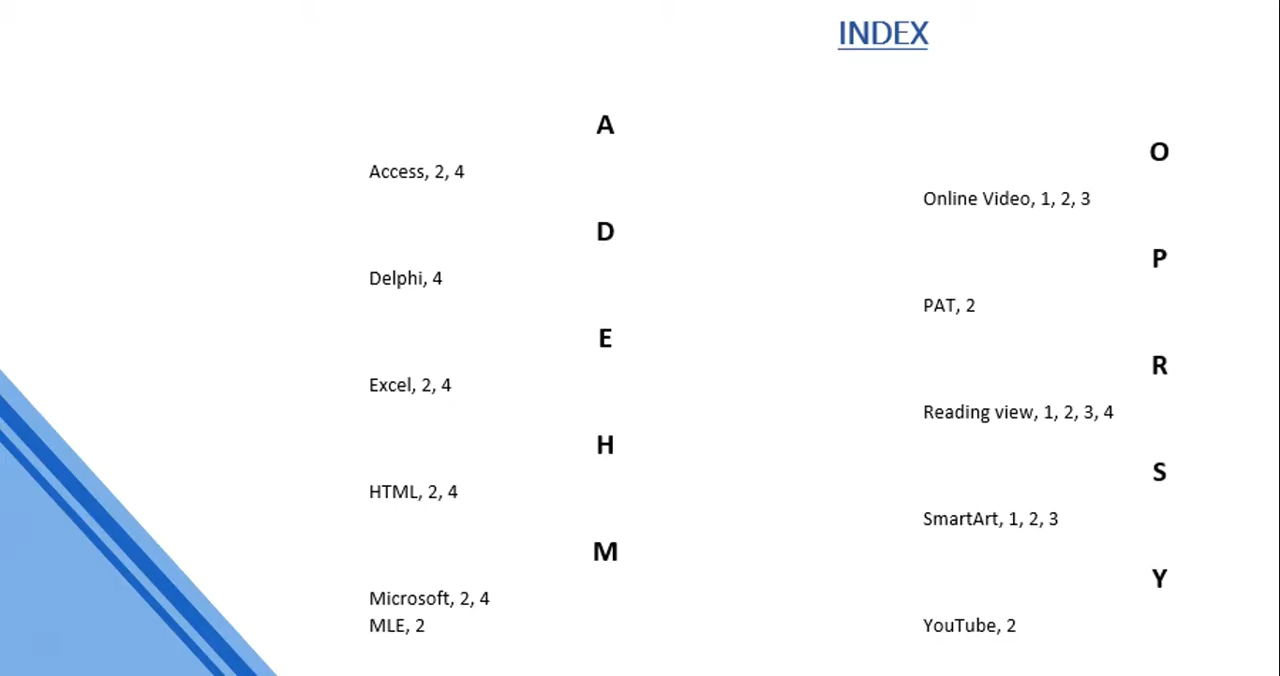 INDEX
A
Access, 2, 4
D
Delphi, 4
E
Excel, 2, 4
H
HTML, 2, 4
M
Microsoft, 2, 4
MLE, 2
O
Online Video, 1, 2, 3
P
PAT, 2
R
Reading view, 1, 2, 3, 4
S
SmartArt, 1, 2, 3
Y
YouTube, 2